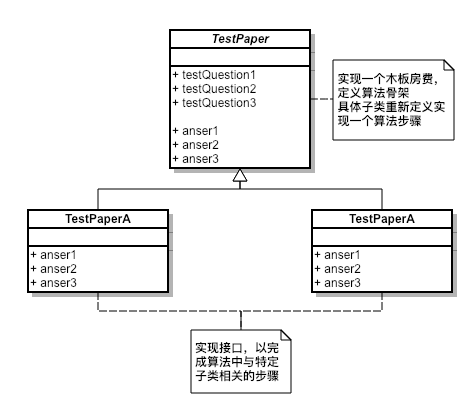 TestPaper
+ testQuestion1
+ testQuestion2
+ testQuestion3
+ anser1
+ anser2
+ anser3
实现一个木板房费，
定义算法骨架
具体子类重新定义实
现一个算法步骤
TestPaperA
+ anser1
+ anser2
+ anser3
TestPaperA
+ anser1
+ anser2
+ anser3
实现接口，以完
成算法中与特定
子类相关的步骤